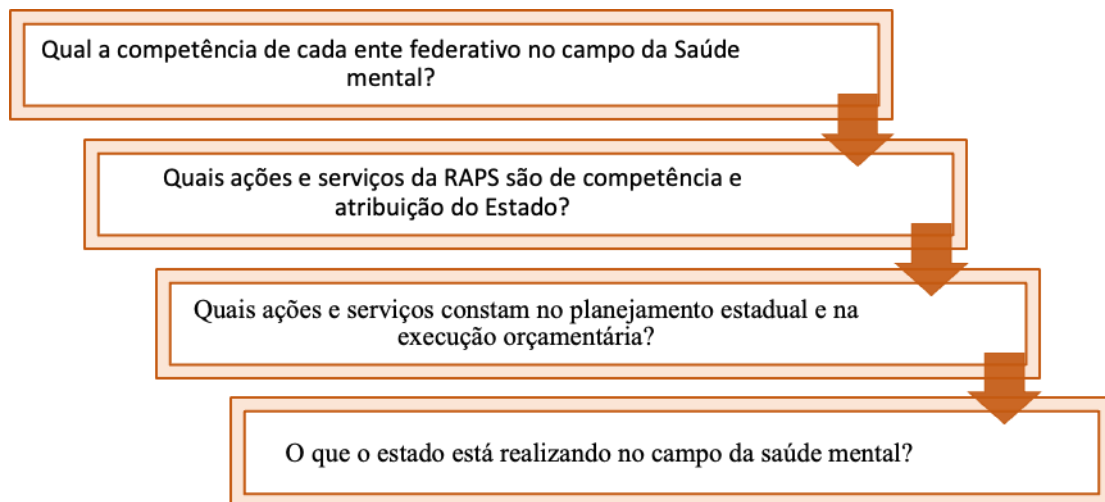 Qual a competência de cada ente federativo no campo da Saúde
mental?
Quais ações e serviços da RAPS são de competência e
atribuição do Estado?
Quais ações e serviços constam no planejamento estadual e na
execução orçamentária?
O que o estado está realizando no campo da saúde mental?